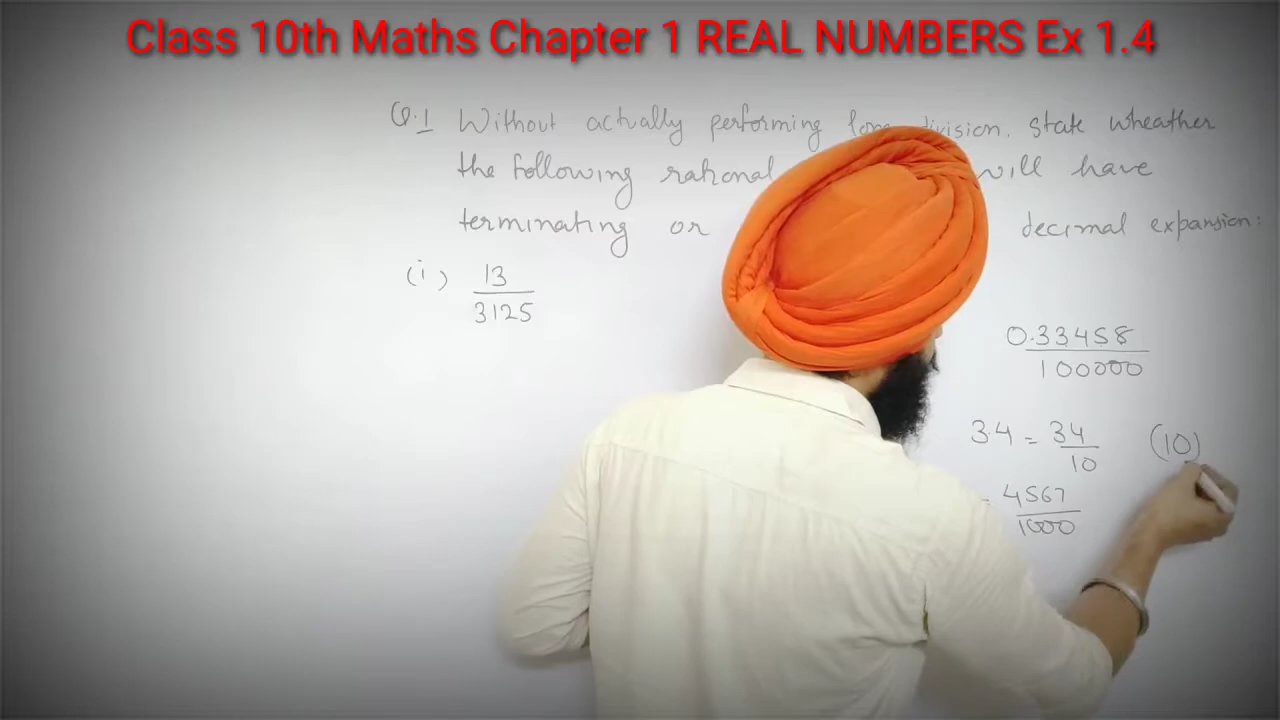 Class 10th Maths Chapter 1 REAL NUMBERS Ex 1.4
Q.1 Without actually performing division, state wheather
the following rational will have
terminating or decimal expansion:
(i) 13
3125
0.33458
100000
3.4 = 34
10
(10)
= 4567
1000